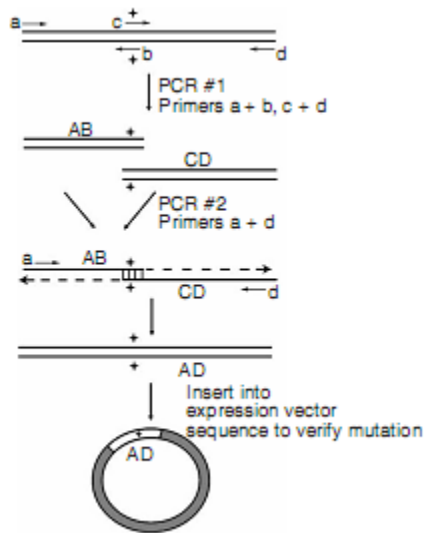 a c +
b d
+
PCR #1
Primers a + b, c + d
AB +
CD
+
PCR #2
Primers a + d
a AB +
+
CD d
+
+
AD
Insert into
expression vector
sequence to verify mutation
+
AD